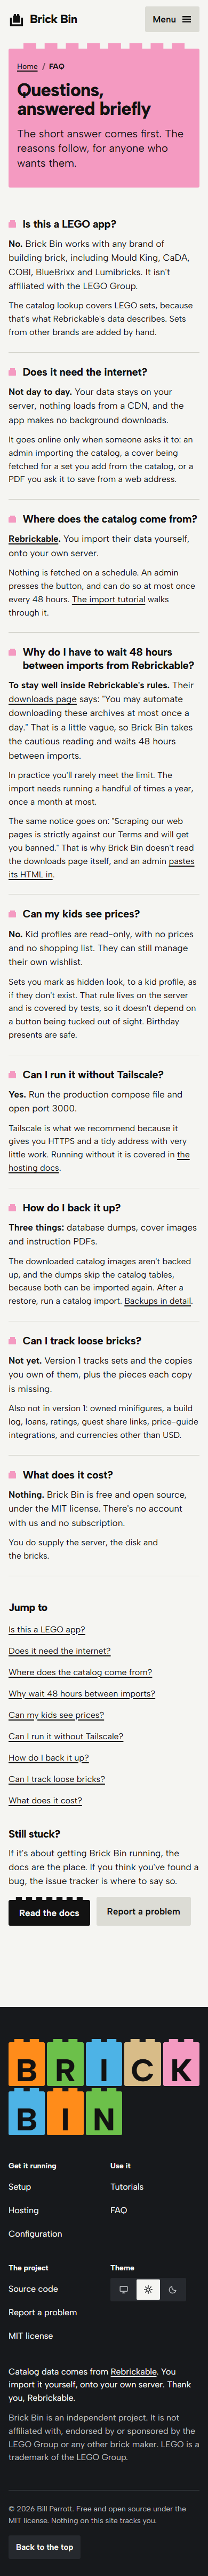 Brick Bin
Menu
Home / FAQ
Questions,
answered briefly
The short answer comes first. The
reasons follow, for anyone who
wants them.
Is this a LEGO app?
No. Brick Bin works with any brand of
building brick, including Mould King, CaDA,
COBI, BlueBrixx and Lumibricks. It isn't
affiliated with the LEGO Group.
The catalog lookup covers LEGO sets, because
that's what Rebrickable's data describes. Sets
from other brands are added by hand.
Does it need the internet?
Not day to day. Your data stays on your
server, nothing loads from a CDN, and the
app makes no background downloads.
It goes online only when someone asks it to: an
admin importing the catalog, a cover being
fetched for a set you add from the catalog, or a
PDF you ask it to save from a web address.
Where does the catalog come from?
Rebrickable. You import their data yourself,
onto your own server.
Nothing is fetched on a schedule. An admin
presses the button, and can do so at most once
every 48 hours. The import tutorial walks
through it.
Why do I have to wait 48 hours
between imports from Rebrickable?
To stay well inside Rebrickable's rules. Their
downloads page says: "You may automate
downloading these archives at most once a
day." That is a little vague, so Brick Bin takes
the cautious reading and waits 48 hours
between imports.
In practice you'll rarely meet the limit. The
import needs running a handful of times a year,
not once a month at most.
The same notice goes on: "Scraping our web
pages is strictly against our Terms and will get
you banned." That is why Brick Bin doesn't read
the downloads page itself, and an admin pastes
its HTML in.
Can my kids see prices?
No. Kid profiles are read-only, with no prices
and no shopping list. They can still manage
their own wishlist.
Sets you mark as hidden look, to a kid profile, as
if they don't exist. That rule lives on the server
and is covered by tests, so it doesn't depend on
a button being tucked out of sight. Birthday
presents are safe.
Can I run it without Tailscale?
Yes. Run the production compose file and
open port 3000.
Tailscale is what we recommend because it
gives you HTTPS and a tidy address with very
little work. Running without it is covered in the
hosting docs.
How do I back it up?
Three things: database dumps, cover images
and instruction PDFs.
The downloaded catalog images aren't backed
up, and the dumps skip the catalog tables,
because both can be imported again. After a
restore, run a catalog import. Backups in detail.
Can I track loose bricks?
Not yet. Version 1 tracks sets and the copies
you own of them, plus the pieces each copy
is missing.
Also not in version 1: owned minifigures, a build
log, loans, ratings, guest share links, price-guide
integrations, and currencies other than USD.
What does it cost?
Nothing. Brick Bin is free and open source,
under the MIT license. There's no account
with us and no subscription.
You do supply the server, the disk and
the bricks.
Jump to
Is this a LEGO app?
Does it need the internet?
Where does the catalog come from?
Why wait 48 hours between imports?
Can my kids see prices?
Can I run it without Tailscale?
How do I back it up?
Can I track loose bricks?
What does it cost?
Still stuck?
If it's about getting Brick Bin running, the
docs are the place. If you think you've found a
bug, the issue tracker is where to say so.
Read the docs
Report a problem
BRICK
BIN
Get it running
Use it
Setup
Tutorials
Hosting
FAQ
Configuration
The project
Theme
Source code
Report a problem
MIT license
Catalog data comes from Rebrickable. You
import it yourself, onto your own server. Thank
you, Rebrickable.
Brick Bin is an independent project. It is not
affiliated with, endorsed by or sponsored by the
LEGO Group or any other brick maker. LEGO is a
trademark of the LEGO Group.
© 2026 Bill Parrott. Free and open source under the
MIT license. Nothing on this site tracks you.
Back to the top